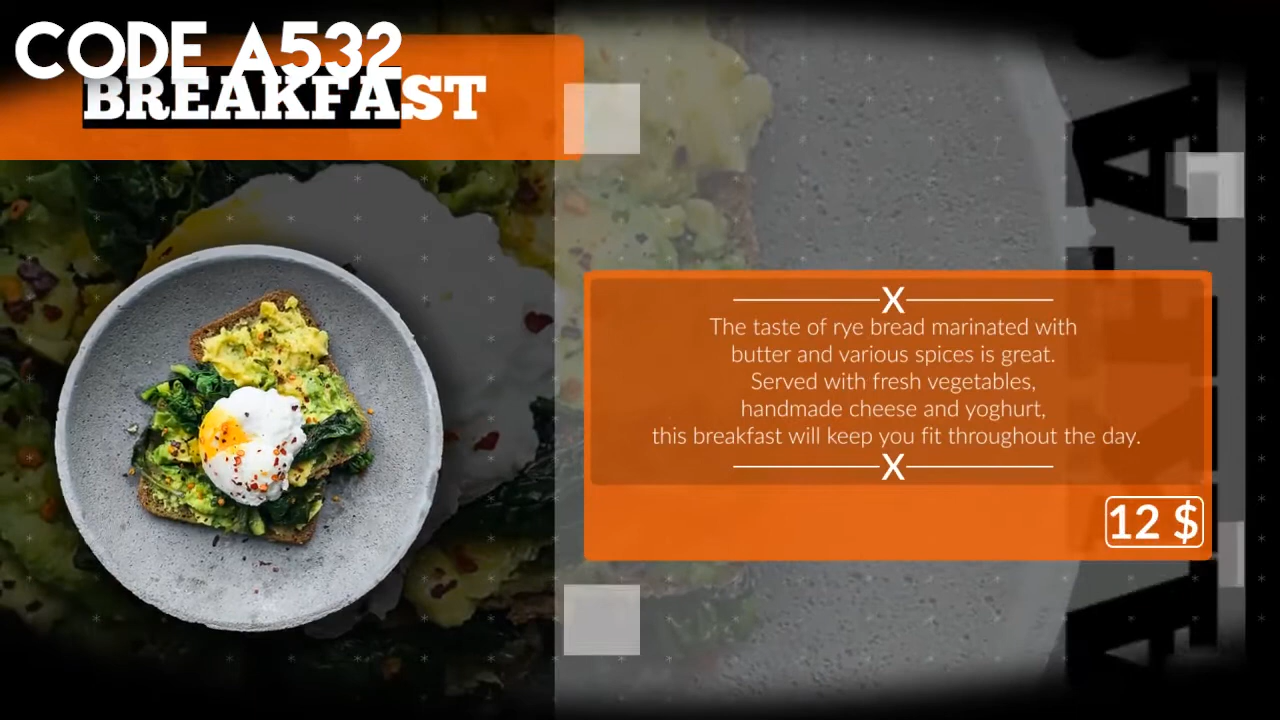 CODE A532
BREAKFAST
X
The taste of rye bread marinated with
butter and various spices is great.
Served with fresh vegetables,
handmade cheese and yoghurt,
this breakfast will keep you fit throughout the day.
X
12 $